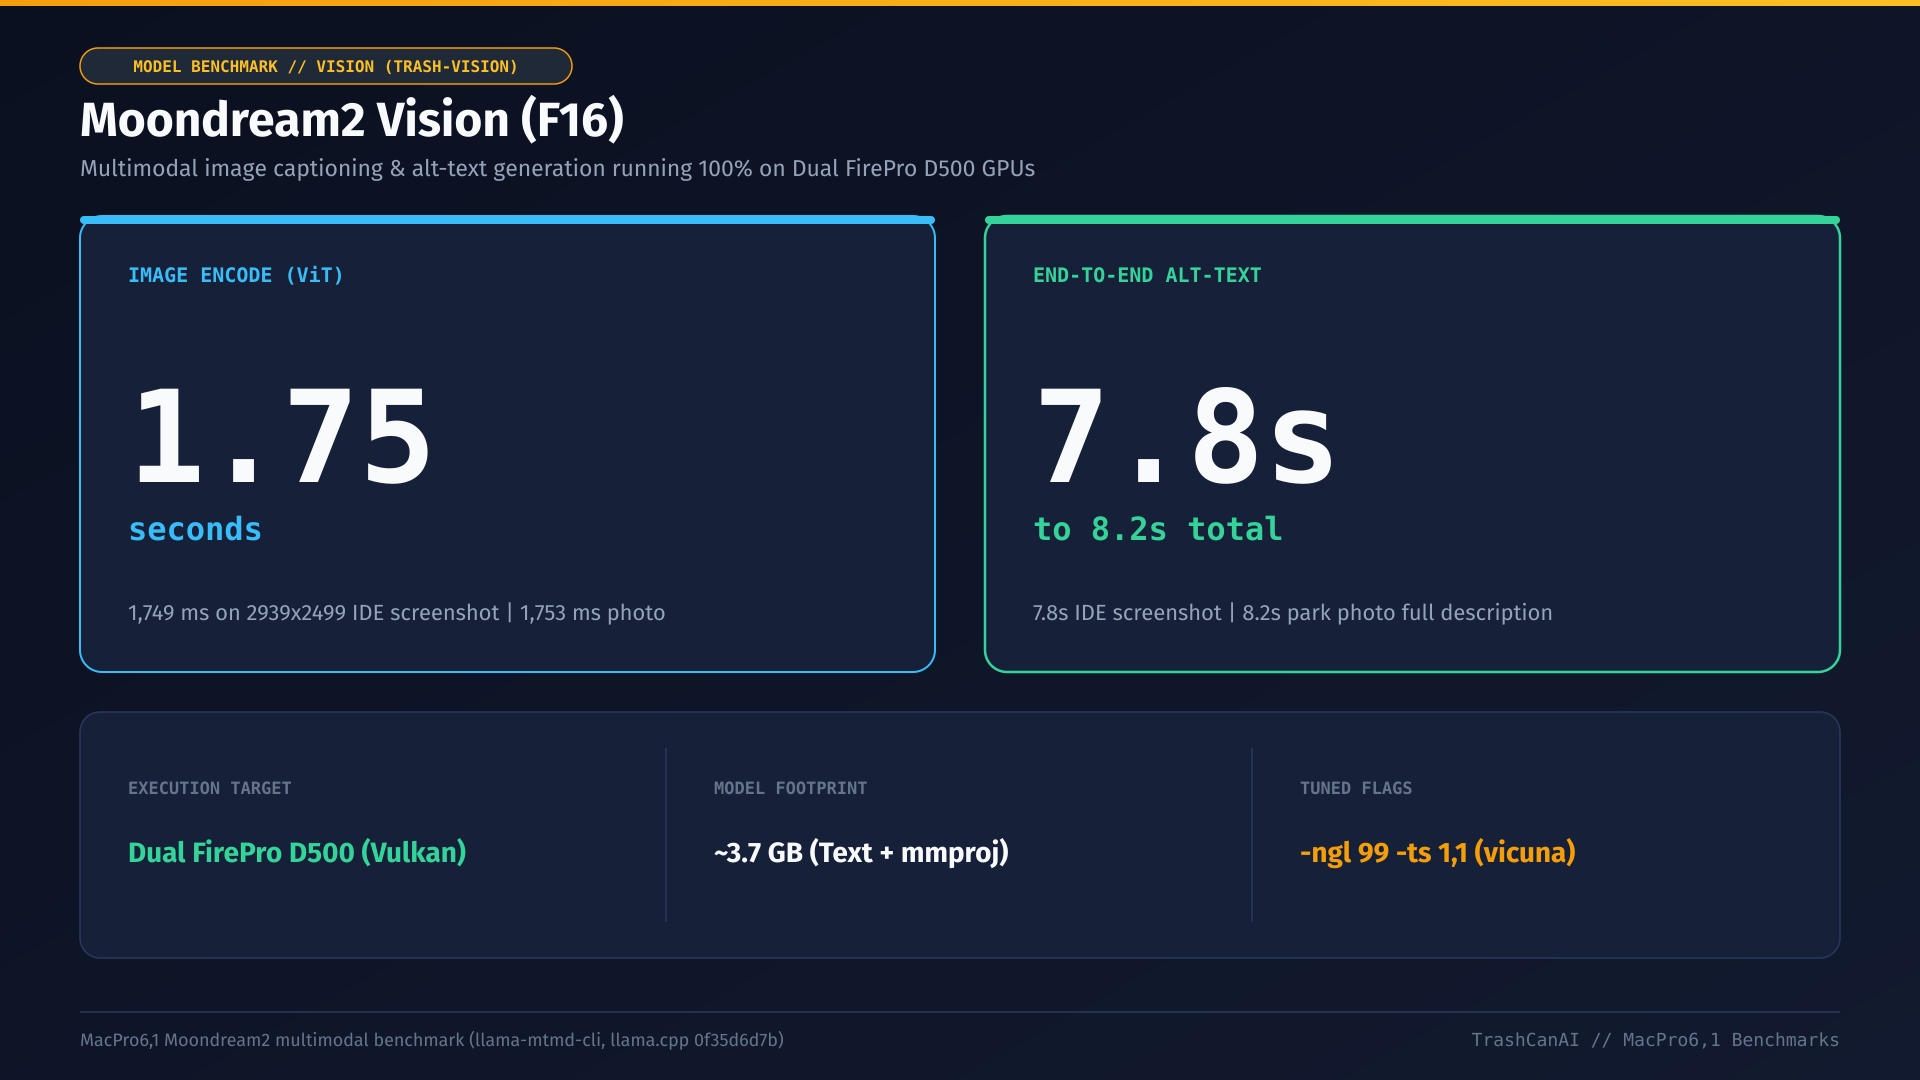 MODEL BENCHMARK // VISION (TRASH-VISION)
Moondream2 Vision (F16)
Multimodal image captioning & alt-text generation running 100% on Dual FirePro D500 GPUs
IMAGE ENCODE (ViT)
1.75
seconds
1,749 ms on 2939x2499 IDE screenshot | 1,753 ms photo
END-TO-END ALT-TEXT
7.8s
to 8.2s total
7.8s IDE screenshot | 8.2s park photo full description
EXECUTION TARGET
Dual FirePro D500 (Vulkan)
MODEL FOOTPRINT
~3.7 GB (Text + mmproj)
TUNED FLAGS
-ngl 99 -ts 1,1 (vicuna)
MacPro6,1 Moondream2 multimodal benchmark (llama-mtmd-cli, llama.cpp 0f35d6d7b)
TrashCanAI // MacPro6,1 Benchmarks